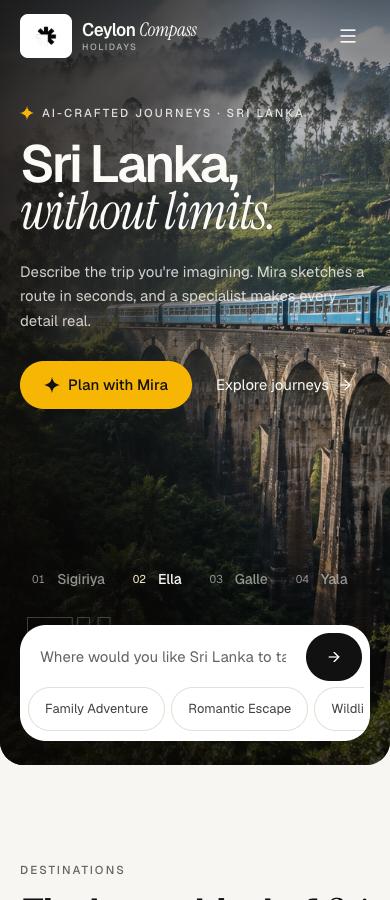 Ceylon Compass
HOLIDAYS
AI-CRAFTED JOURNEYS · SRI LANKA
Sri Lanka,
without limits.
Describe the trip you're imagining. Mira sketches a
route in seconds, and a specialist makes every
detail real.
Plan with Mira
Explore journeys →
01 Sigiriya 02 Ella 03 Galle 04 Yala
Where would you like Sri Lanka to ta
→
Family Adventure Romantic Escape Wildli
DESTINATIONS